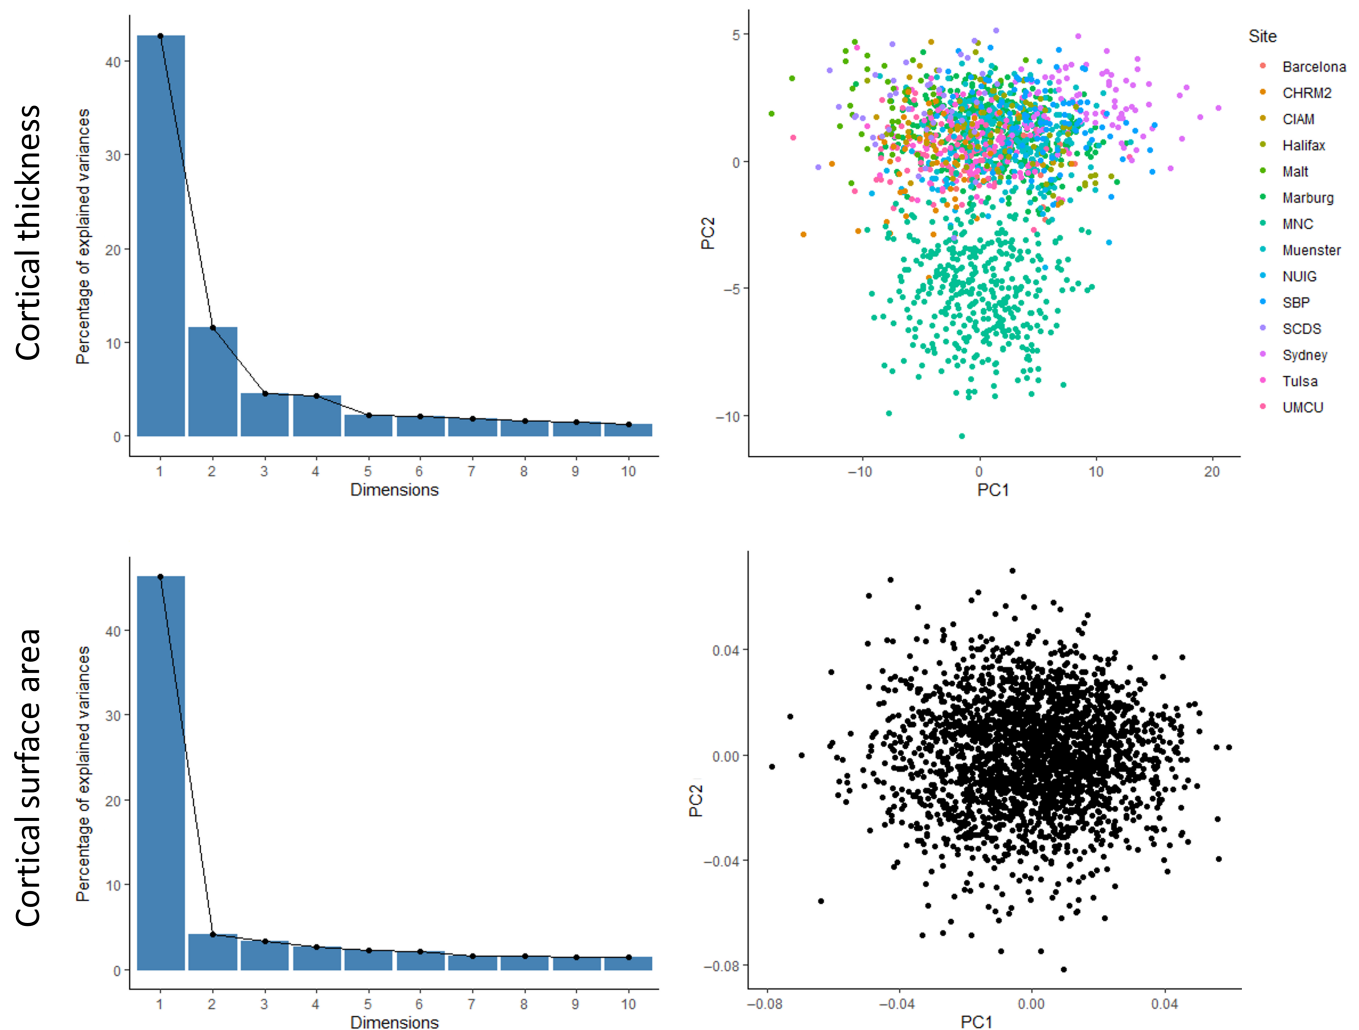 Cortical thickness
Percentage of explained variances
40
30
20
10
0
1 2 3 4 5 6 7 8 9 10
Dimensions
PC2
5
0
−5
−10
−10 0 10 20
PC1
Site
Barcelona
CHRM2
CIAM
Halifax
Malt
Marburg
MNC
Muenster
NUIG
SBP
SCDS
Sydney
Tulsa
UMCU
Cortical surface area
Percentage of explained variances
40
30
20
10
0
1 2 3 4 5 6 7 8 9 10
Dimensions
PC2
0.04
0.00
−0.04
−0.08
−0.08 −0.04 0.00 0.04
PC1